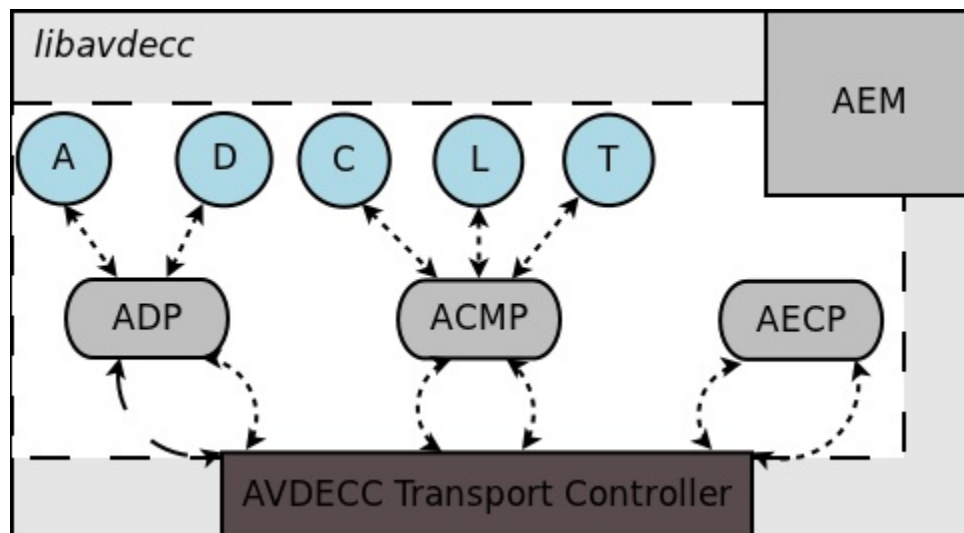 libavdecc
AEM
A
D
C
L
T
ADP
ACMP
AECP
AVDECC Transport Controller